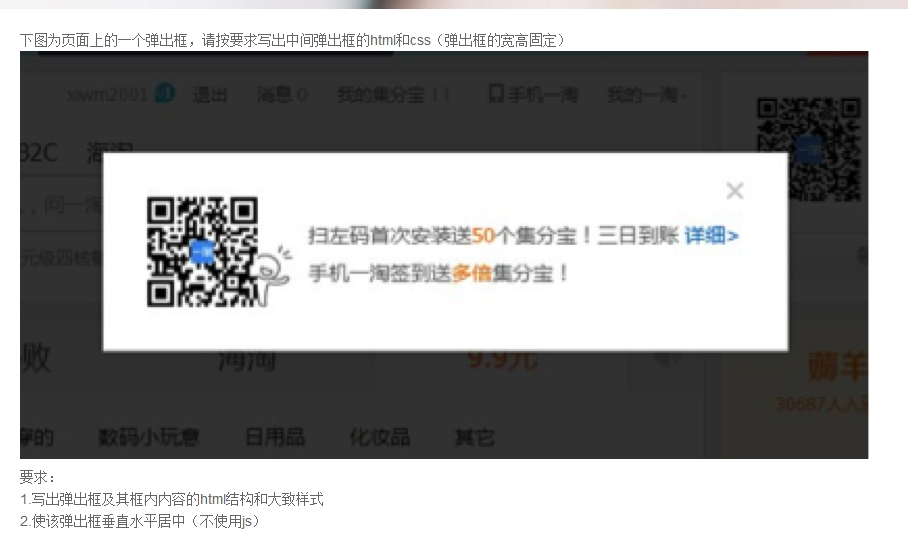 下图为页面上的一个弹出框，请按要求写出中间弹出框的html和css（弹出框的宽高固定）
xiwm2001 退出 消息 0 我的集分宝 11 手机一淘 我的一淘
B2C 海淘
，问一淘
元级四核
×
扫左码首次安装送50个集分宝！三日到账 详细>
手机一淘签到送多倍集分宝！
败 海淘 9.9元
薅羊
30687人入
穿的 数码小玩意 日用品 化妆品 其它
要求：
1.写出弹出框及其框内内容的html结构和大致样式
2.使该弹出框垂直水平居中（不使用js）